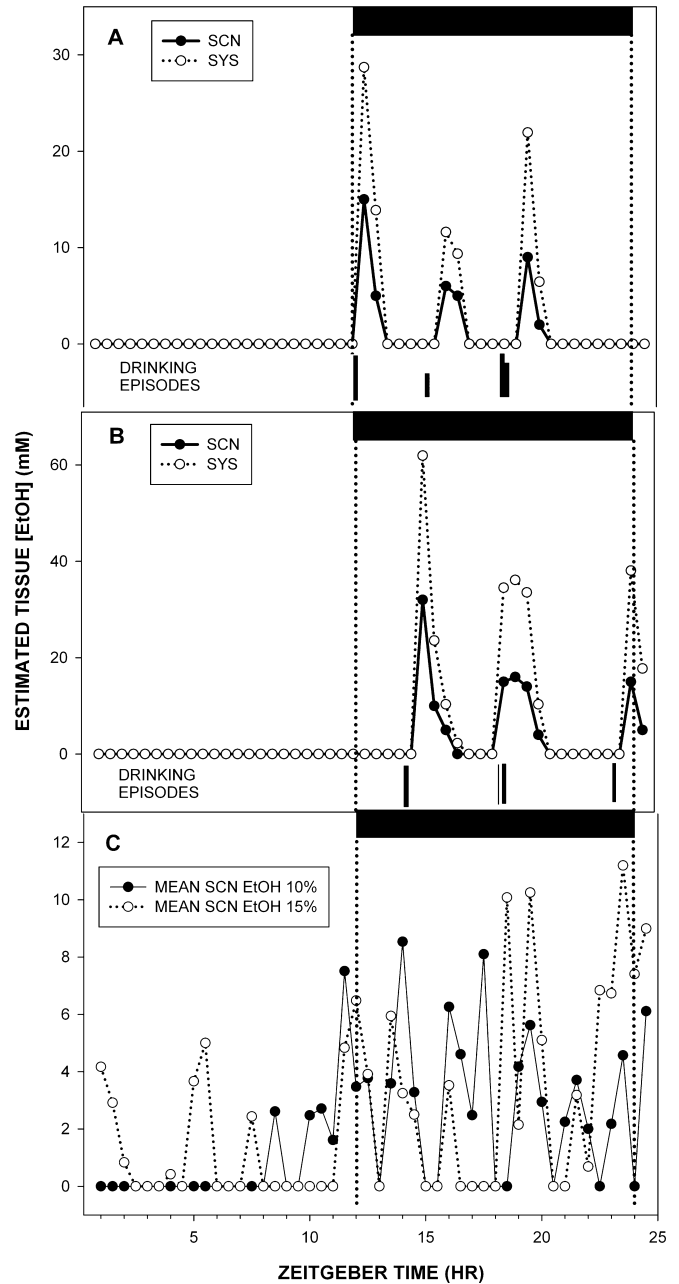 A
SCN
SYS
30
20
10
0
DRINKING
EPISODES
B
SCN
SYS
60
40
20
0
DRINKING
EPISODES
ESTIMATED TISSUE [EtOH] (mM)
C
MEAN SCN EtOH 10%
MEAN SCN EtOH 15%
12
10
8
6
4
2
0
5 10 15 20 25
ZEITGEBER TIME (HR)